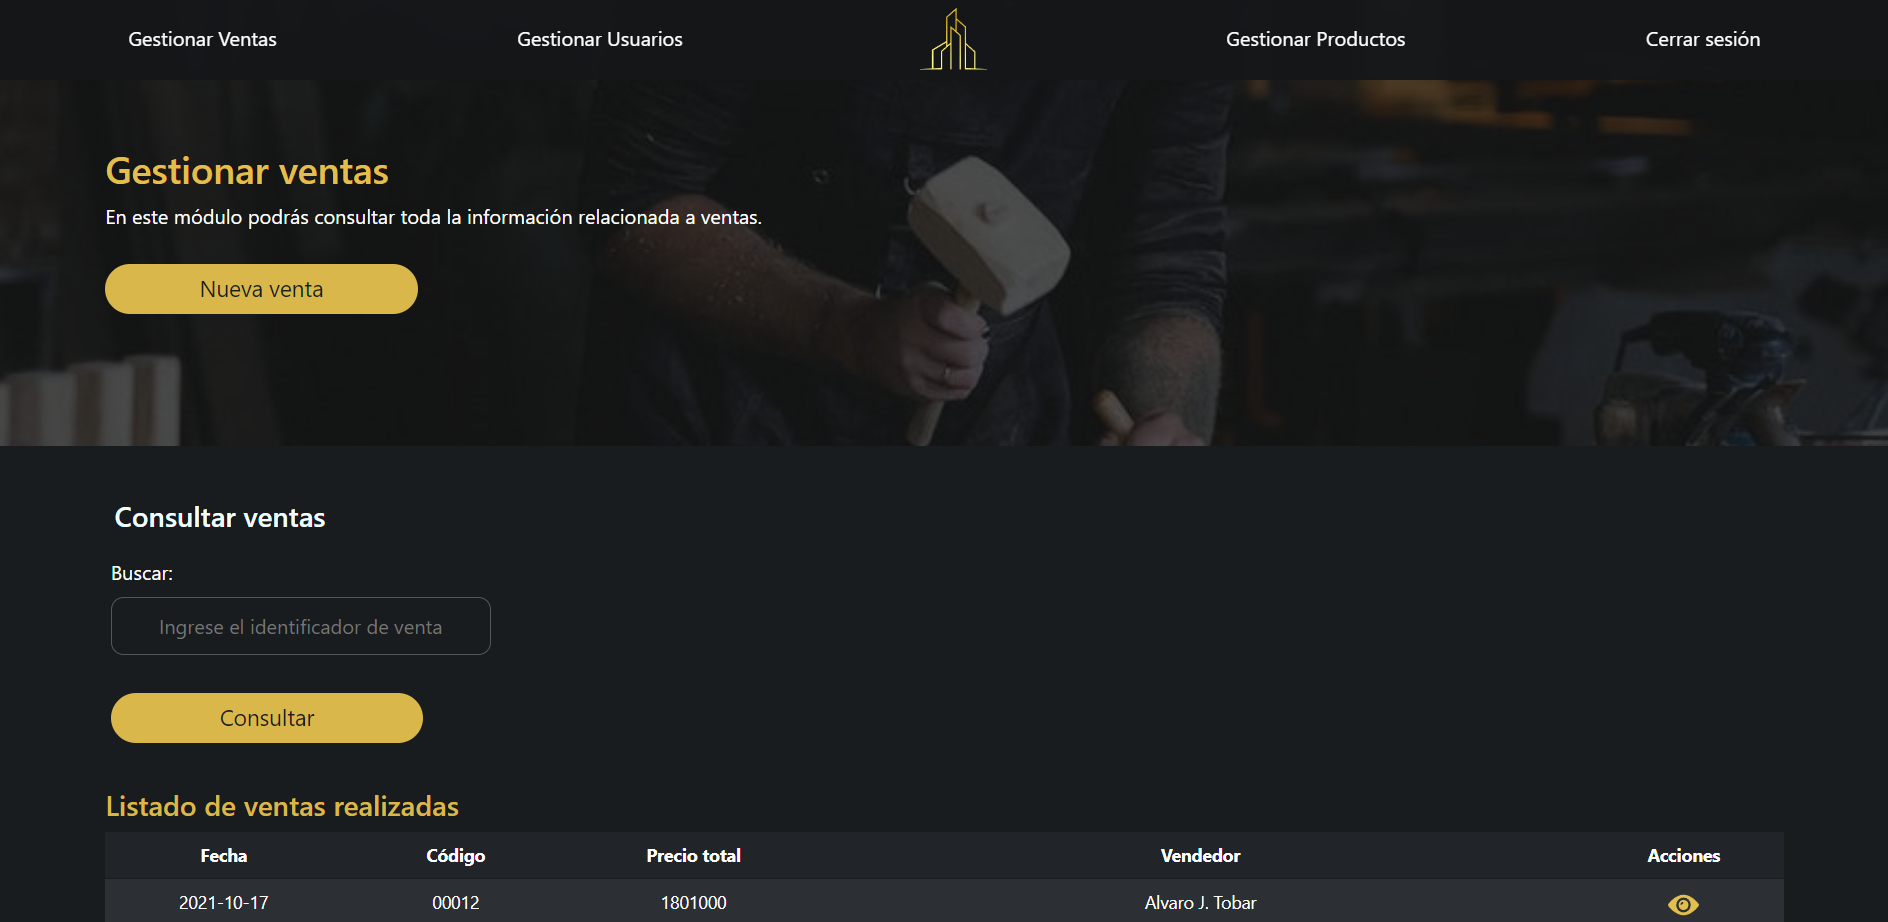 Gestionar Ventas Gestionar Usuarios Gestionar Productos Cerrar sesión
Gestionar ventas
En este módulo podrás consultar toda la información relacionada a ventas.
Nueva venta
Consultar ventas
Buscar:
Ingrese el identificador de venta
Consultar
Listado de ventas realizadas
Fecha Código Precio total Vendedor Acciones
2021-10-17 00012 1801000 Alvaro J. Tobar